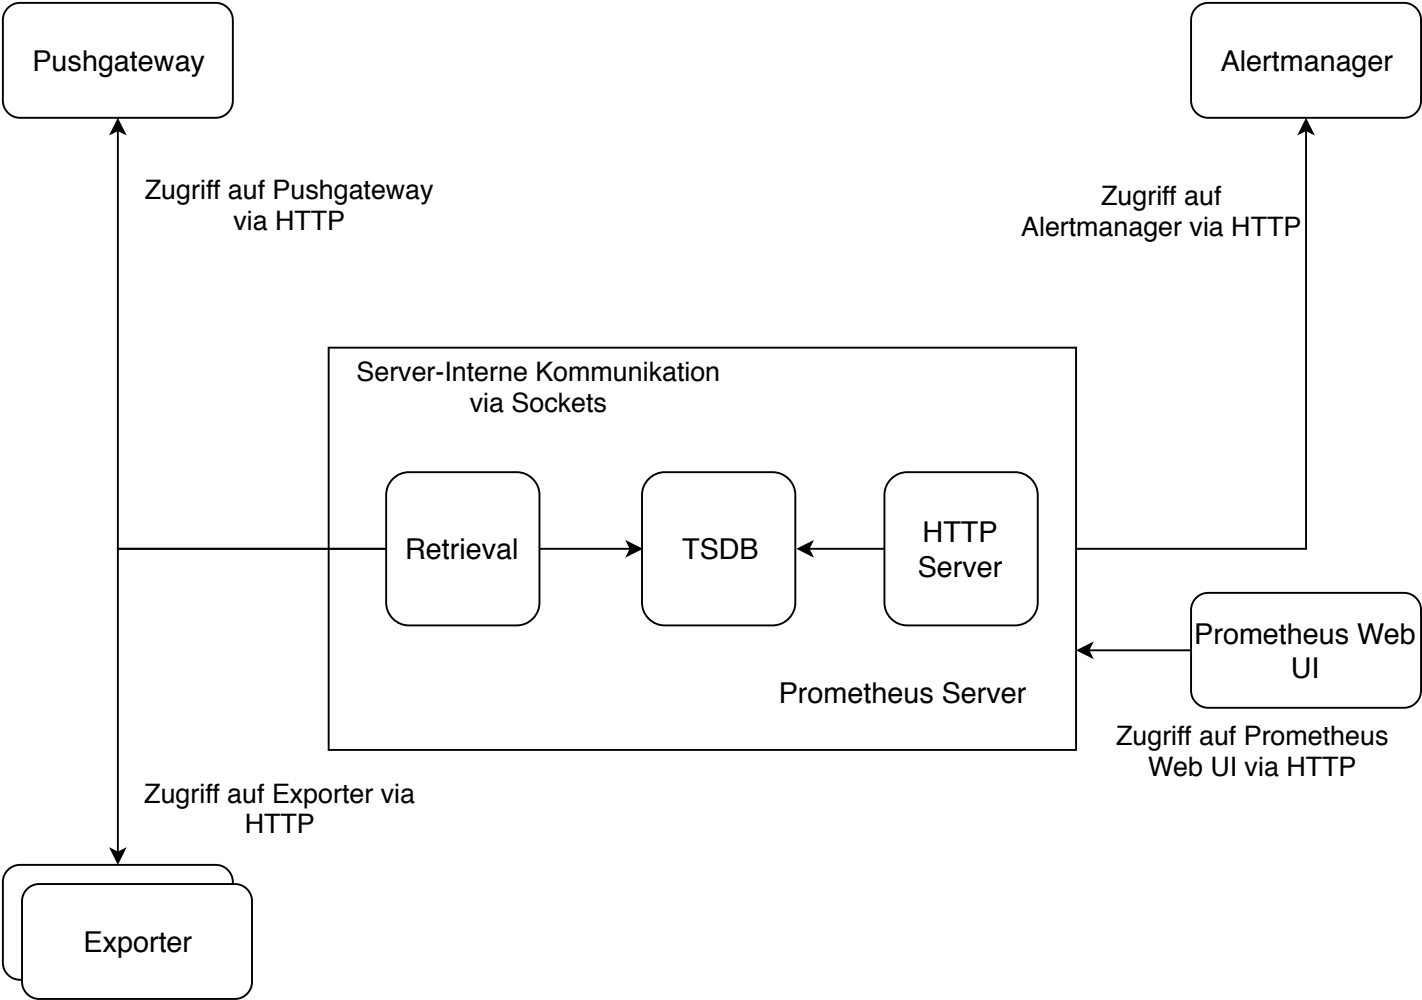 Pushgateway
Alertmanager
Zugriff auf Pushgateway
via HTTP
Zugriff auf
Alertmanager via HTTP
Server-Interne Kommunikation
via Sockets
Retrieval
TSDB
HTTP
Server
Prometheus Web
UI
Prometheus Server
Zugriff auf Prometheus
Web UI via HTTP
Zugriff auf Exporter via
HTTP
Exporter